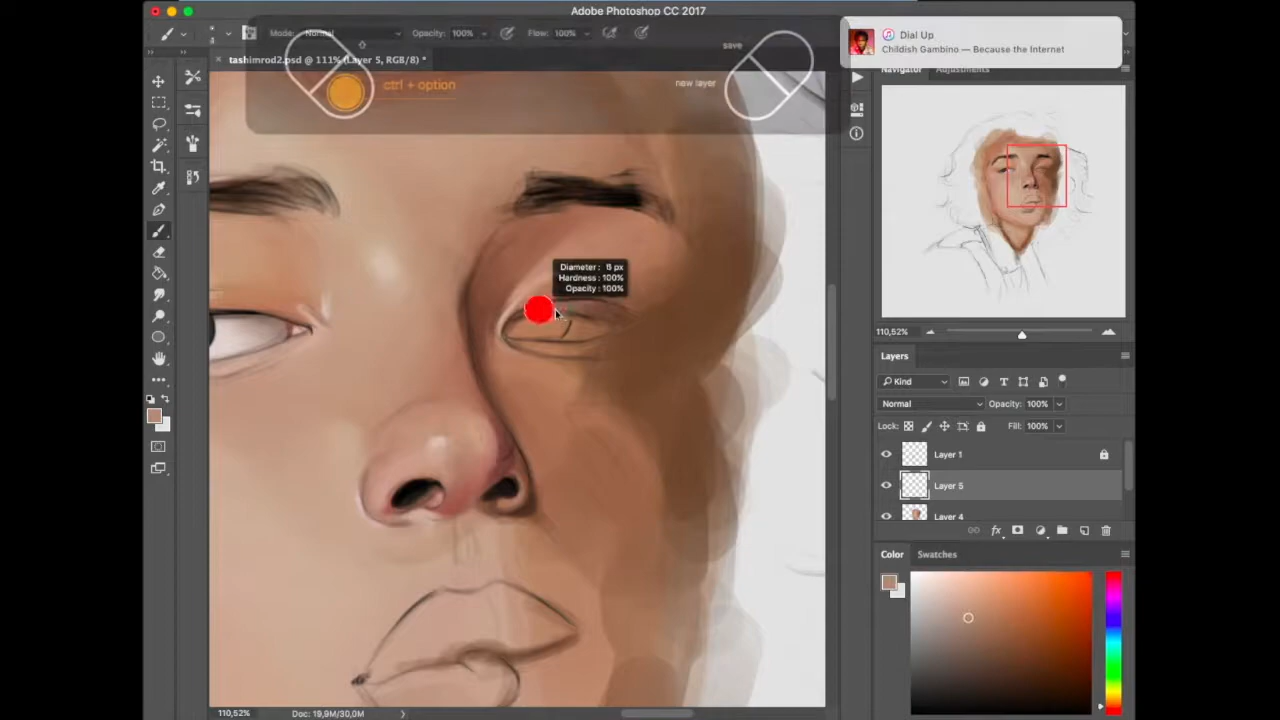 Adobe Photoshop CC 2017
Mode: Normal
Opacity: 100%
Flow: 100%
Dial Up
Childish Gambino — Because the Internet
tashimrod2.psd @ 111% (Layer 5, RGB/8) *
save
ctrl + option
new layer
Navigator
Adjustments
Diameter:
px
Hardness: 100%
Opacity: 100%
110,52%
Layers
Kind
Normal
Opacity: 100%
Lock:
Fill: 100%
Layer 1
Layer 5
Layer 4
fx
Color
Swatches
110,52%
Doc: 19,9M/30,0M